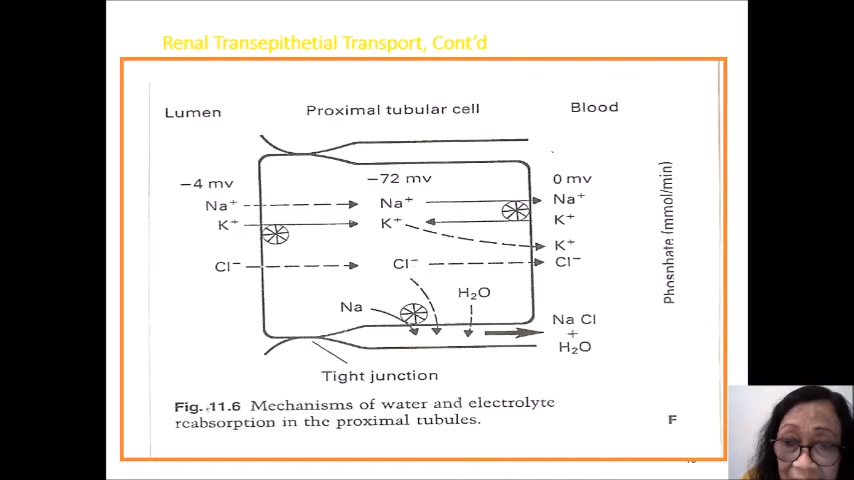 Renal Transepithetial Transport, Cont'd
Lumen Proximal tubular cell Blood
−4 mv −72 mv 0 mv
Na⁺ Na⁺ Na⁺
K⁺ K⁺ K⁺
K⁺
Cl⁻ Cl⁻ Cl⁻
Na H₂O
Na Cl
+
H₂O
Tight junction
Phosphate (mmol/min)
Fig. 11.6 Mechanisms of water and electrolyte
reabsorption in the proximal tubules.
F